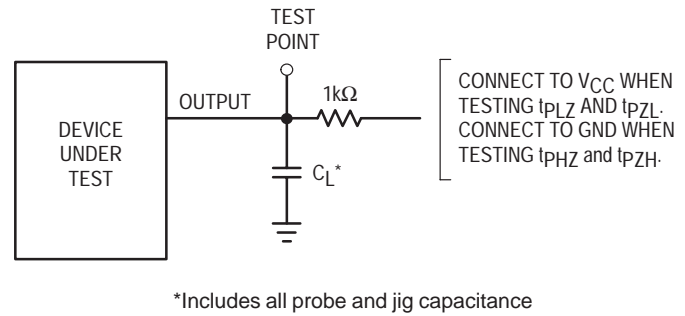 TEST
POINT
OUTPUT
1kΩ
DEVICE
UNDER
TEST
CL*
CONNECT TO VCC WHEN
TESTING tPLZ AND tPZL.
CONNECT TO GND WHEN
TESTING tPHZ and tPZH.
*Includes all probe and jig capacitance